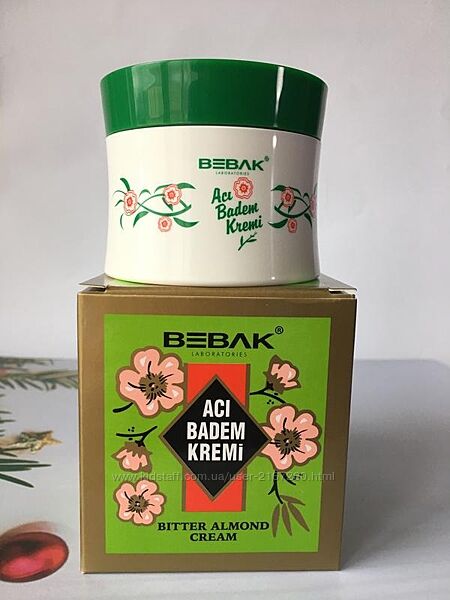 BEBAK®
LABORATORIES
Acı
Badem
Kremi
BEBAK®
LABORATORIES
ACI
BADEM
KREMİ
BITTER ALMOND
CREAM